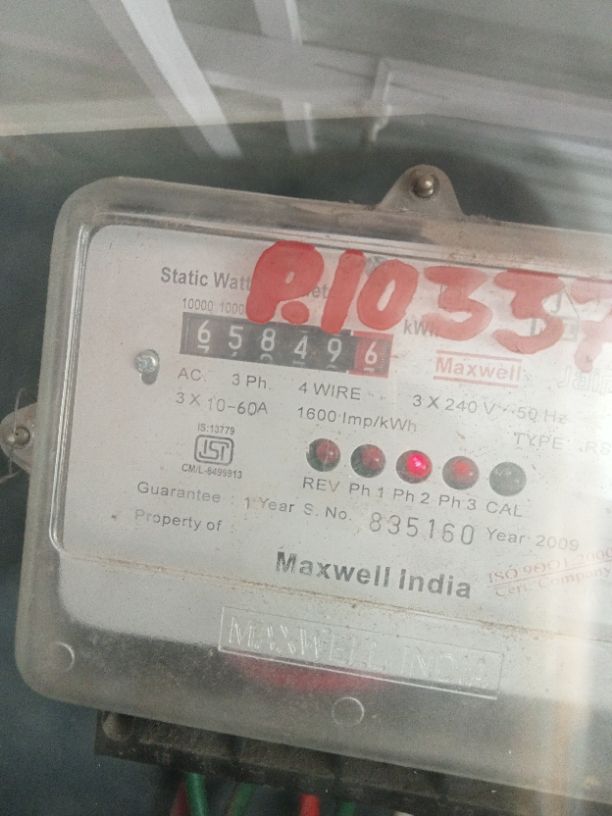 P.10337
Static Watt
10000 1000
658496 kWh
Maxwell
AC. 3 Ph. 4 WIRE 3 X 240 V~50 Hz
3 X 10-60A 1600 Imp/kWh
TYPE
IS:13779
ISI
CM/L-8499913
REV Ph.1 Ph 2 Ph.3 CAL
Guarantee : 1 Year S. No. 835160 Year 2009
Property of
Maxwell India
ISO 9001:2000
Cert. Company
MAXWELL INDIA